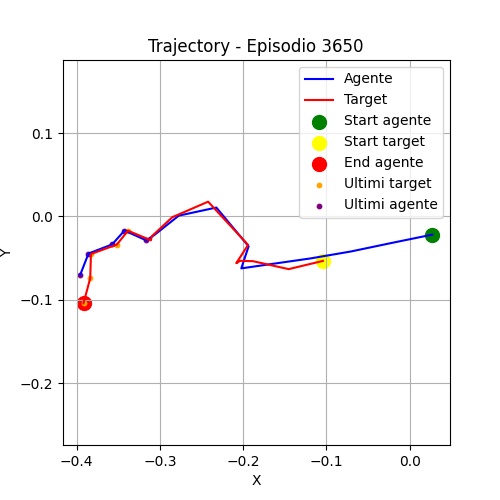 Trajectory - Episodio 3650
Agente
Target
Start agente
Start target
End agente
Ultimi target
Ultimi agente
0.1
0.0
−0.1
−0.2
Y
−0.4
−0.3
−0.2
−0.1
0.0
X